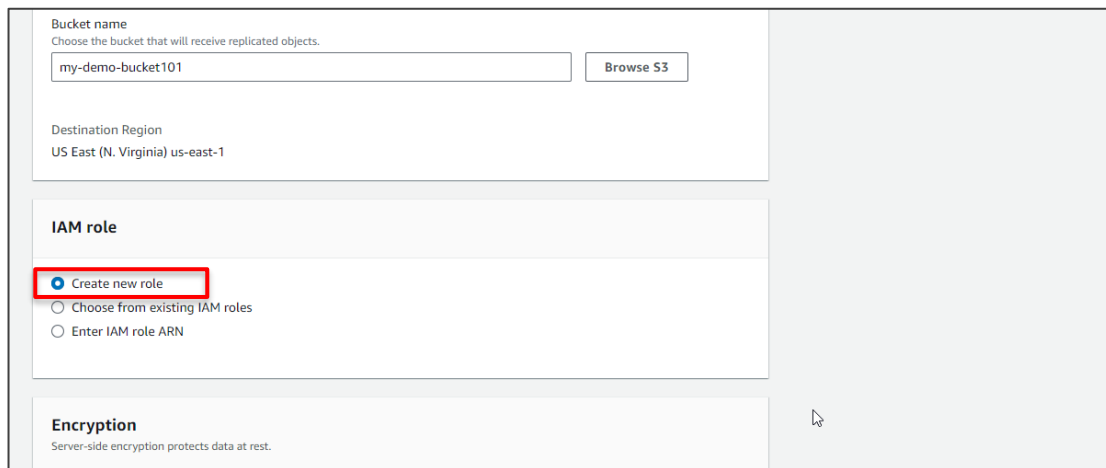 Bucket name
Choose the bucket that will receive replicated objects.
my-demo-bucket101
Browse S3
Destination Region
US East (N. Virginia) us-east-1
IAM role
Create new role
Choose from existing IAM roles
Enter IAM role ARN
Encryption
Server-side encryption protects data at rest.